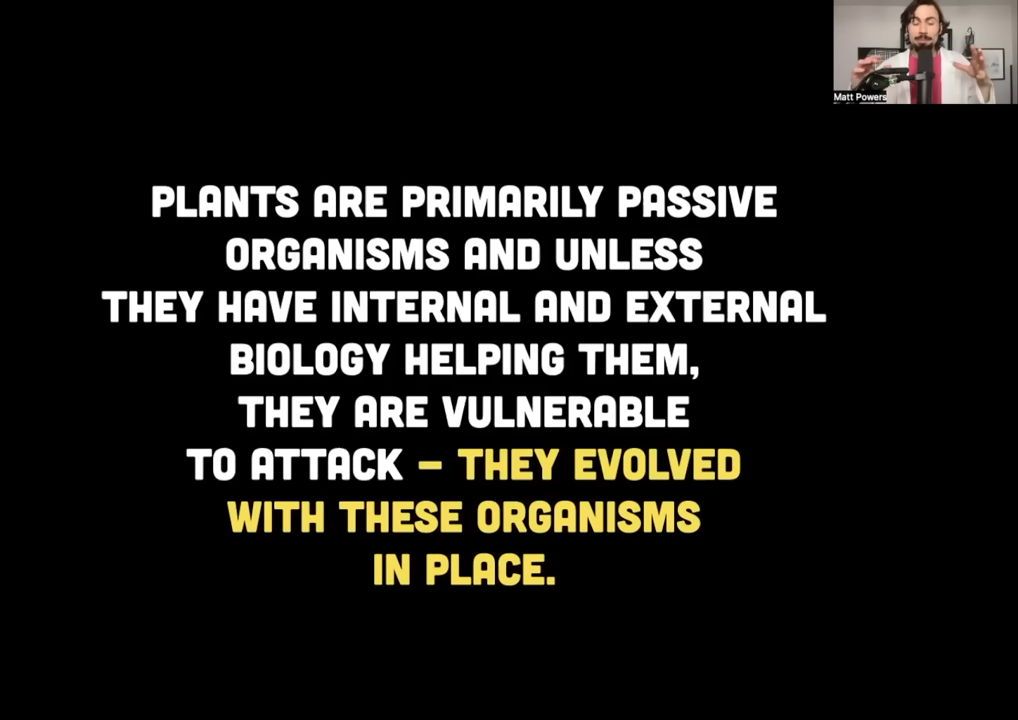 Matt Powers
PLANTS ARE PRIMARILY PASSIVE
ORGANISMS AND UNLESS
THEY HAVE INTERNAL AND EXTERNAL
BIOLOGY HELPING THEM,
THEY ARE VULNERABLE
TO ATTACK – THEY EVOLVED
WITH THESE ORGANISMS
IN PLACE.